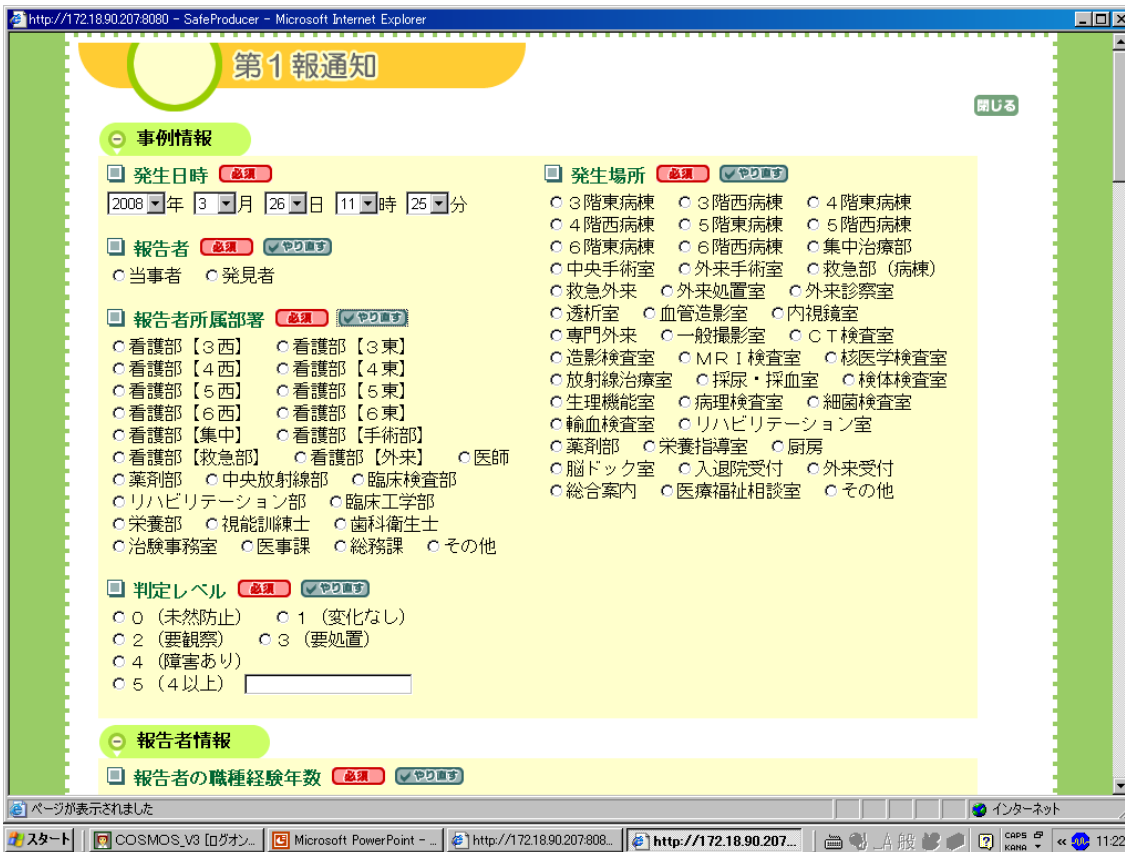 http://172.18.90.207:8080 - SafeProducer - Microsoft Internet Explorer
第1報通知
閉じる
事例情報
発生日時 必須
2008 年 3 月 26 日 11 時 25 分
報告者 必須 やり直す
当事者 発見者
報告者所属部署 必須 やり直す
看護部【3西】 看護部【3東】
看護部【4西】 看護部【4東】
看護部【5西】 看護部【5東】
看護部【6西】 看護部【6東】
看護部【集中】 看護部【手術部】
看護部【救急部】 看護部【外来】 医師
薬剤部 中央放射線部 臨床検査部
リハビリテーション部 臨床工学部
栄養部 視能訓練士 歯科衛生士
治験事務室 医事課 総務課 その他
判定レベル 必須 やり直す
0（未然防止） 1（変化なし）
2（要観察） 3（要処置）
4（障害あり）
5（4以上）
発生場所 必須 やり直す
3階東病棟 3階西病棟 4階東病棟
4階西病棟 5階東病棟 5階西病棟
6階東病棟 6階西病棟 集中治療部
中央手術室 外来手術室 救急部（病棟）
救急外来 外来処置室 外来診察室
透析室 血管造影室 内視鏡室
専門外来 一般撮影室 CT検査室
造影検査室 MRI検査室 核医学検査室
放射線治療室 採尿・採血室 検体検査室
生理機能室 病理検査室 細菌検査室
輸血検査室 リハビリテーション室
薬剤部 栄養指導室 厨房
脳ドック室 入退院受付 外来受付
総合案内 医療福祉相談室 その他
報告者情報
報告者の職種経験年数 必須 やり直す
ページが表示されました インターネット
スタート COSMOS_V3 [ログオン... Microsoft PowerPoint - ... http://172.18.90.207:808... http://172.18.90.207... A 般 CAPS KANA 11:22